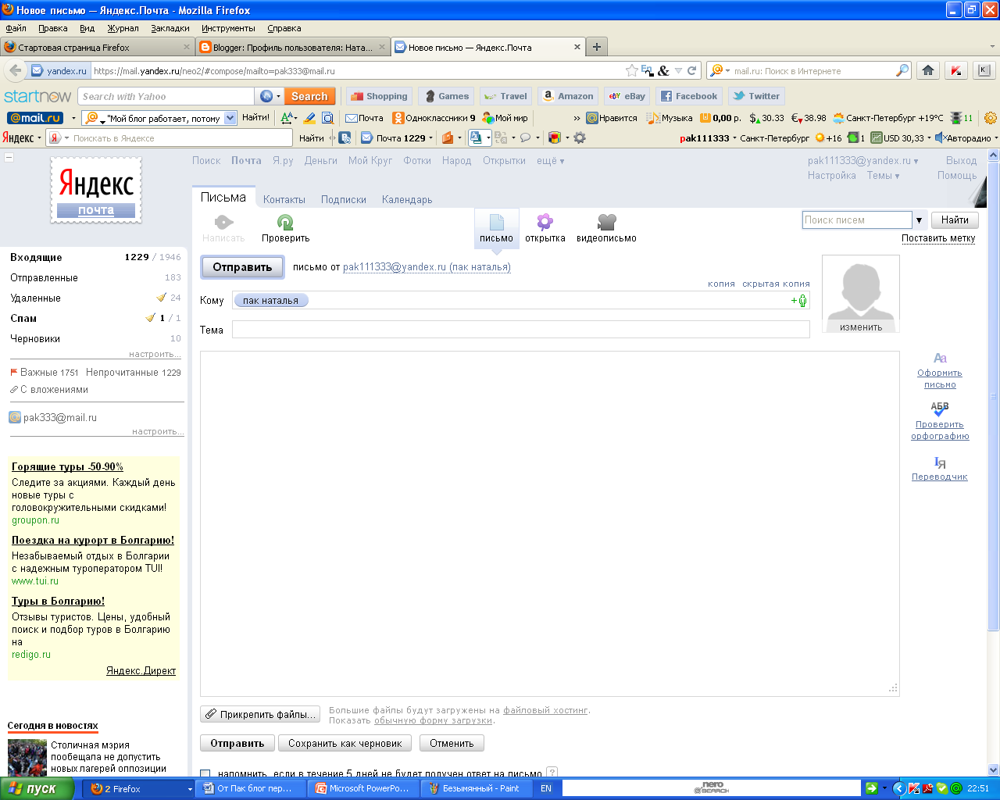 Новое письмо — Яндекс.Почта - Mozilla Firefox
Файл Правка Вид Журнал Закладки Инструменты Справка
Стартовая страница Firefox
Blogger: Профиль пользователя: Ната...
Новое письмо — Яндекс.Почта
yandex.ru https://mail.yandex.ru/neo2/#compose/mailto=pak333@mail.ru
mail.ru: Поиск в Интернете
startnow Search with Yahoo Search Shopping Games Travel Amazon eBay Facebook Twitter
@mail.ru "Мой блог работает, потому Найти! Почта Одноклассники 9 Мой мир » Нравится Музыка 0,00 р. 30.33 38.98 Санкт-Петербург +19°C 11
Яндекс Поискать в Яндексе Найти Почта 1229 pak111333 Санкт-Петербург +16 1 USD 30,33 Авторадио
Яндекс
почта
Поиск Почта Я.ру Деньги Мой Круг Фотки Народ Открытки ещё
pak111333@yandex.ru Выход
Настройка Темы Помощь
Письма Контакты Подписки Календарь
Написать Проверить письмо открытка видеописьмо
Поиск писем Найти
Поставить метку
Входящие 1229 / 1946
Отправленные 183
Удаленные 24
Спам 1 / 1
Черновики 10
настроить...
Важные 1751 Непрочитанные 1229
С вложениями
pak333@mail.ru
настроить...
Горящие туры -50-90%
Следите за акциями. Каждый день
новые туры с
головокружительными скидками!
groupon.ru
Поездка на курорт в Болгарию!
Незабываемый отдых в Болгарии
с надежным туроператором TUI!
www.tui.ru
Туры в Болгарию!
Отзывы туристов. Цены, удобный
поиск и подбор туров в Болгарию
на
redigo.ru
Яндекс.Директ
Сегодня в новостях
Столичная мэрия
пообещала не допустить
новых лагерей оппозиции
Отправить письмо от pak111333@yandex.ru (пак наталья)
копия скрытая копия
Кому пак наталья
Тема
изменить
Оформить
письмо
АБВ
Проверить
орфографию
Переводчик
Прикрепить файлы...
Большие файлы будут загружены на файловый хостинг.
Показать обычную форму загрузки.
Отправить Сохранить как черновик Отменить
напомнить, если в течение 5 дней не будет получен ответ на письмо ?
пуск 2 Firefox От Пак блог пер... Microsoft PowerPo... Безымянный - Paint EN nero SEARCH 22:51